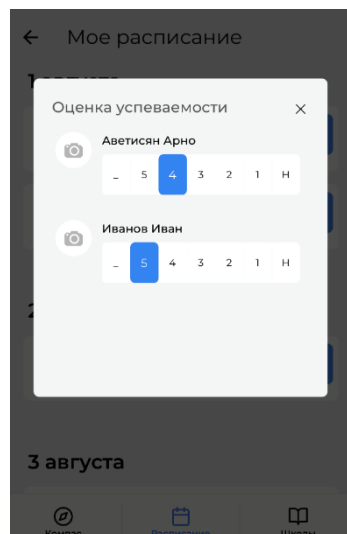 Мое расписание
Оценка успеваемости
Аветисян Арно
_ 5 4 3 2 1 Н
Иванов Иван
_ 5 4 3 2 1 Н
3 августа
Компас Расписание Школы